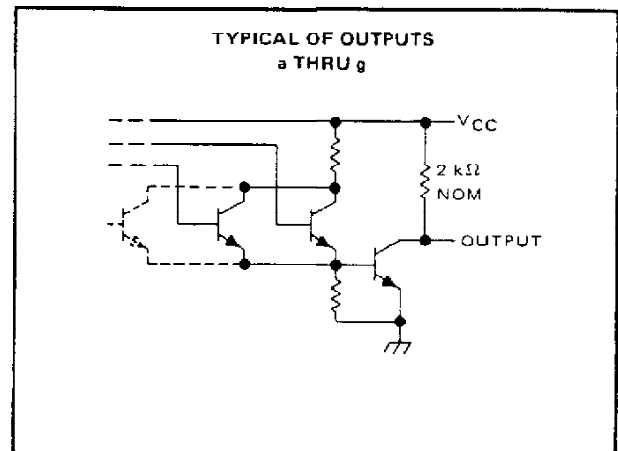 TYPICAL OF OUTPUTS
a THRU g
VCC
2 kΩ
NOM
OUTPUT